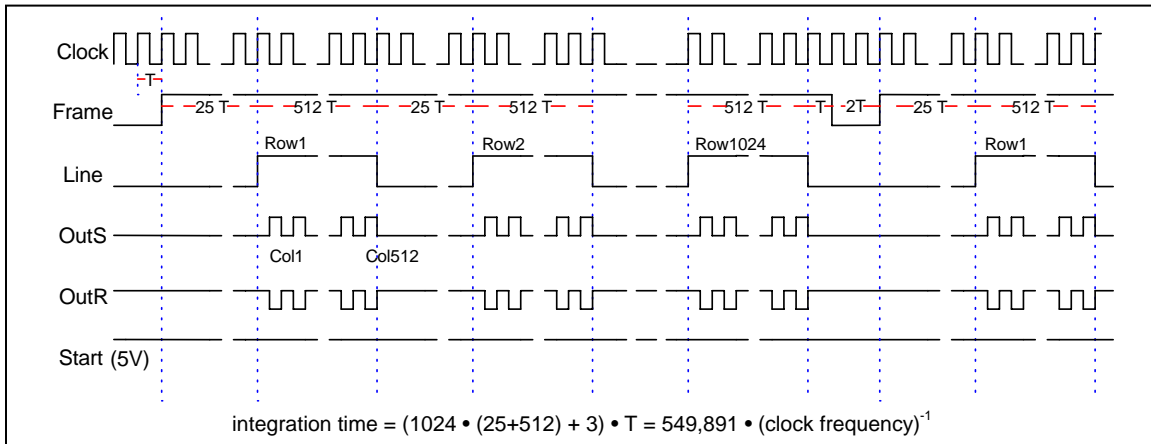 Clock
T
Frame
25 T 512 T 25 T 512 T 512 T T 2T 25 T 512 T
Row1 Row2 Row1024 Row1
Line
OutS
Col1 Col512
OutR
Start (5V)
integration time = (1024 • (25+512) + 3) • T = 549,891 • (clock frequency)⁻¹